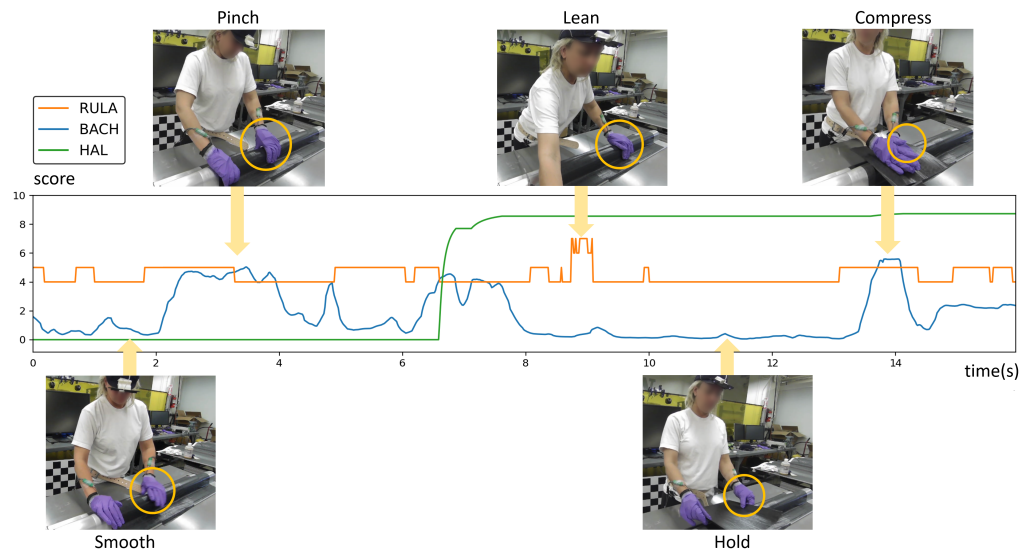 Pinch
Lean
Compress
RULA
BACH
HAL
score
10
8
6
4
2
0
0
2
4
6
8
10
12
14
time(s)
Smooth
Hold